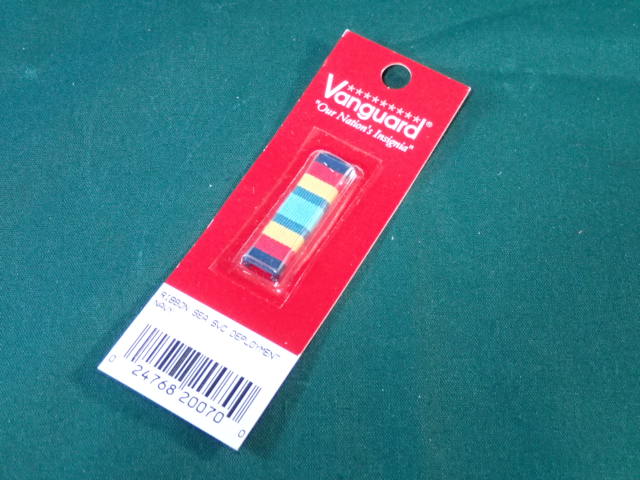 Vanguard®
"Our Nation's Insignia"
RIBBON SEA SVC DEPLOYMENT
NAVY
0 24768 20070 0